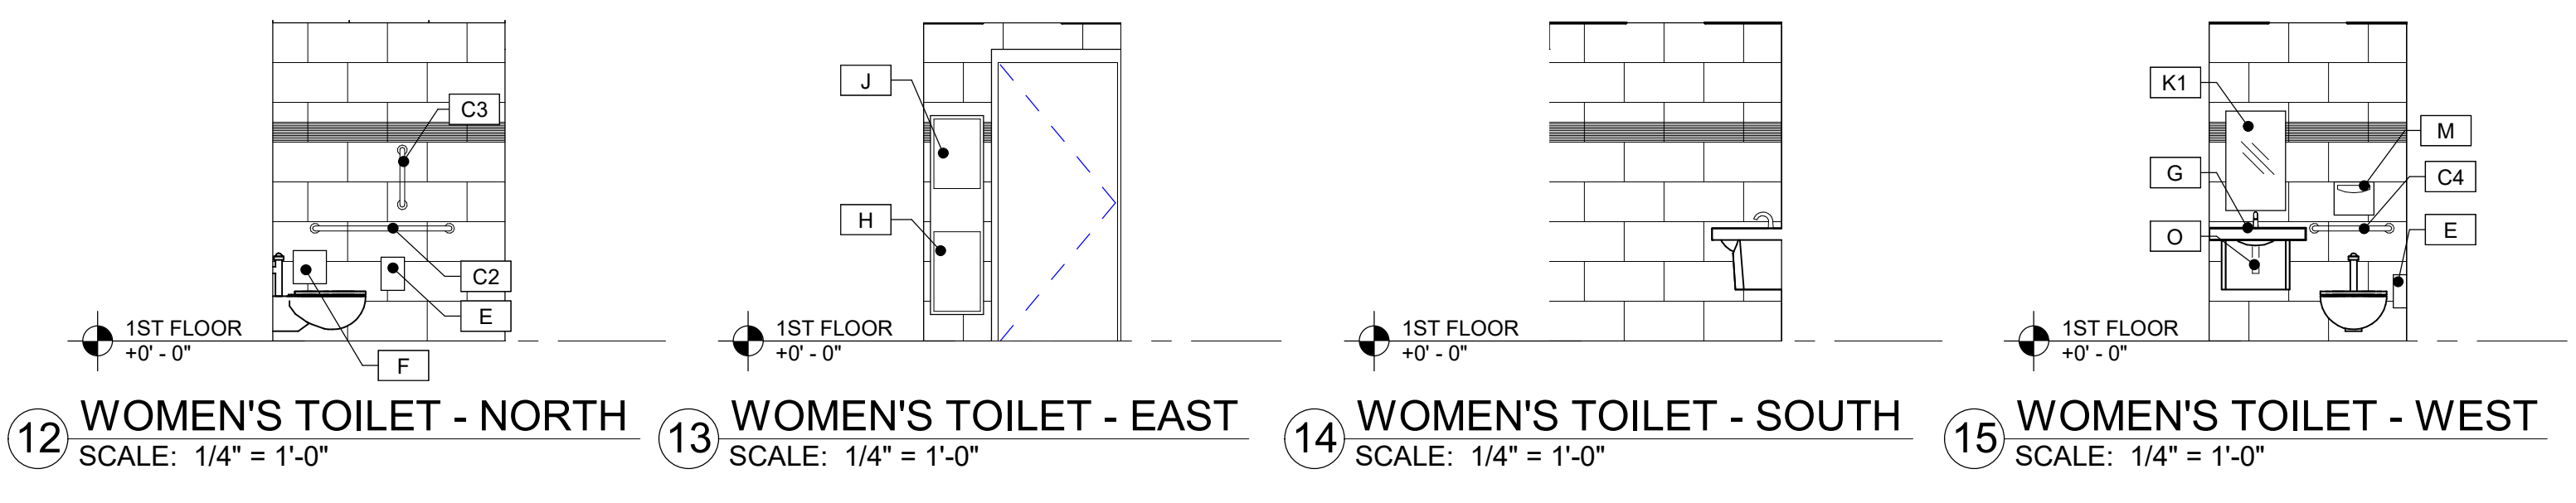 C3
C2
E
F
1ST FLOOR
+0' - 0"
12 WOMEN'S TOILET - NORTH
SCALE: 1/4" = 1'-0"
J
H
1ST FLOOR
+0' - 0"
13 WOMEN'S TOILET - EAST
SCALE: 1/4" = 1'-0"
1ST FLOOR
+0' - 0"
14 WOMEN'S TOILET - SOUTH
SCALE: 1/4" = 1'-0"
K1
M
G
C4
O
E
1ST FLOOR
+0' - 0"
15 WOMEN'S TOILET - WEST
SCALE: 1/4" = 1'-0"